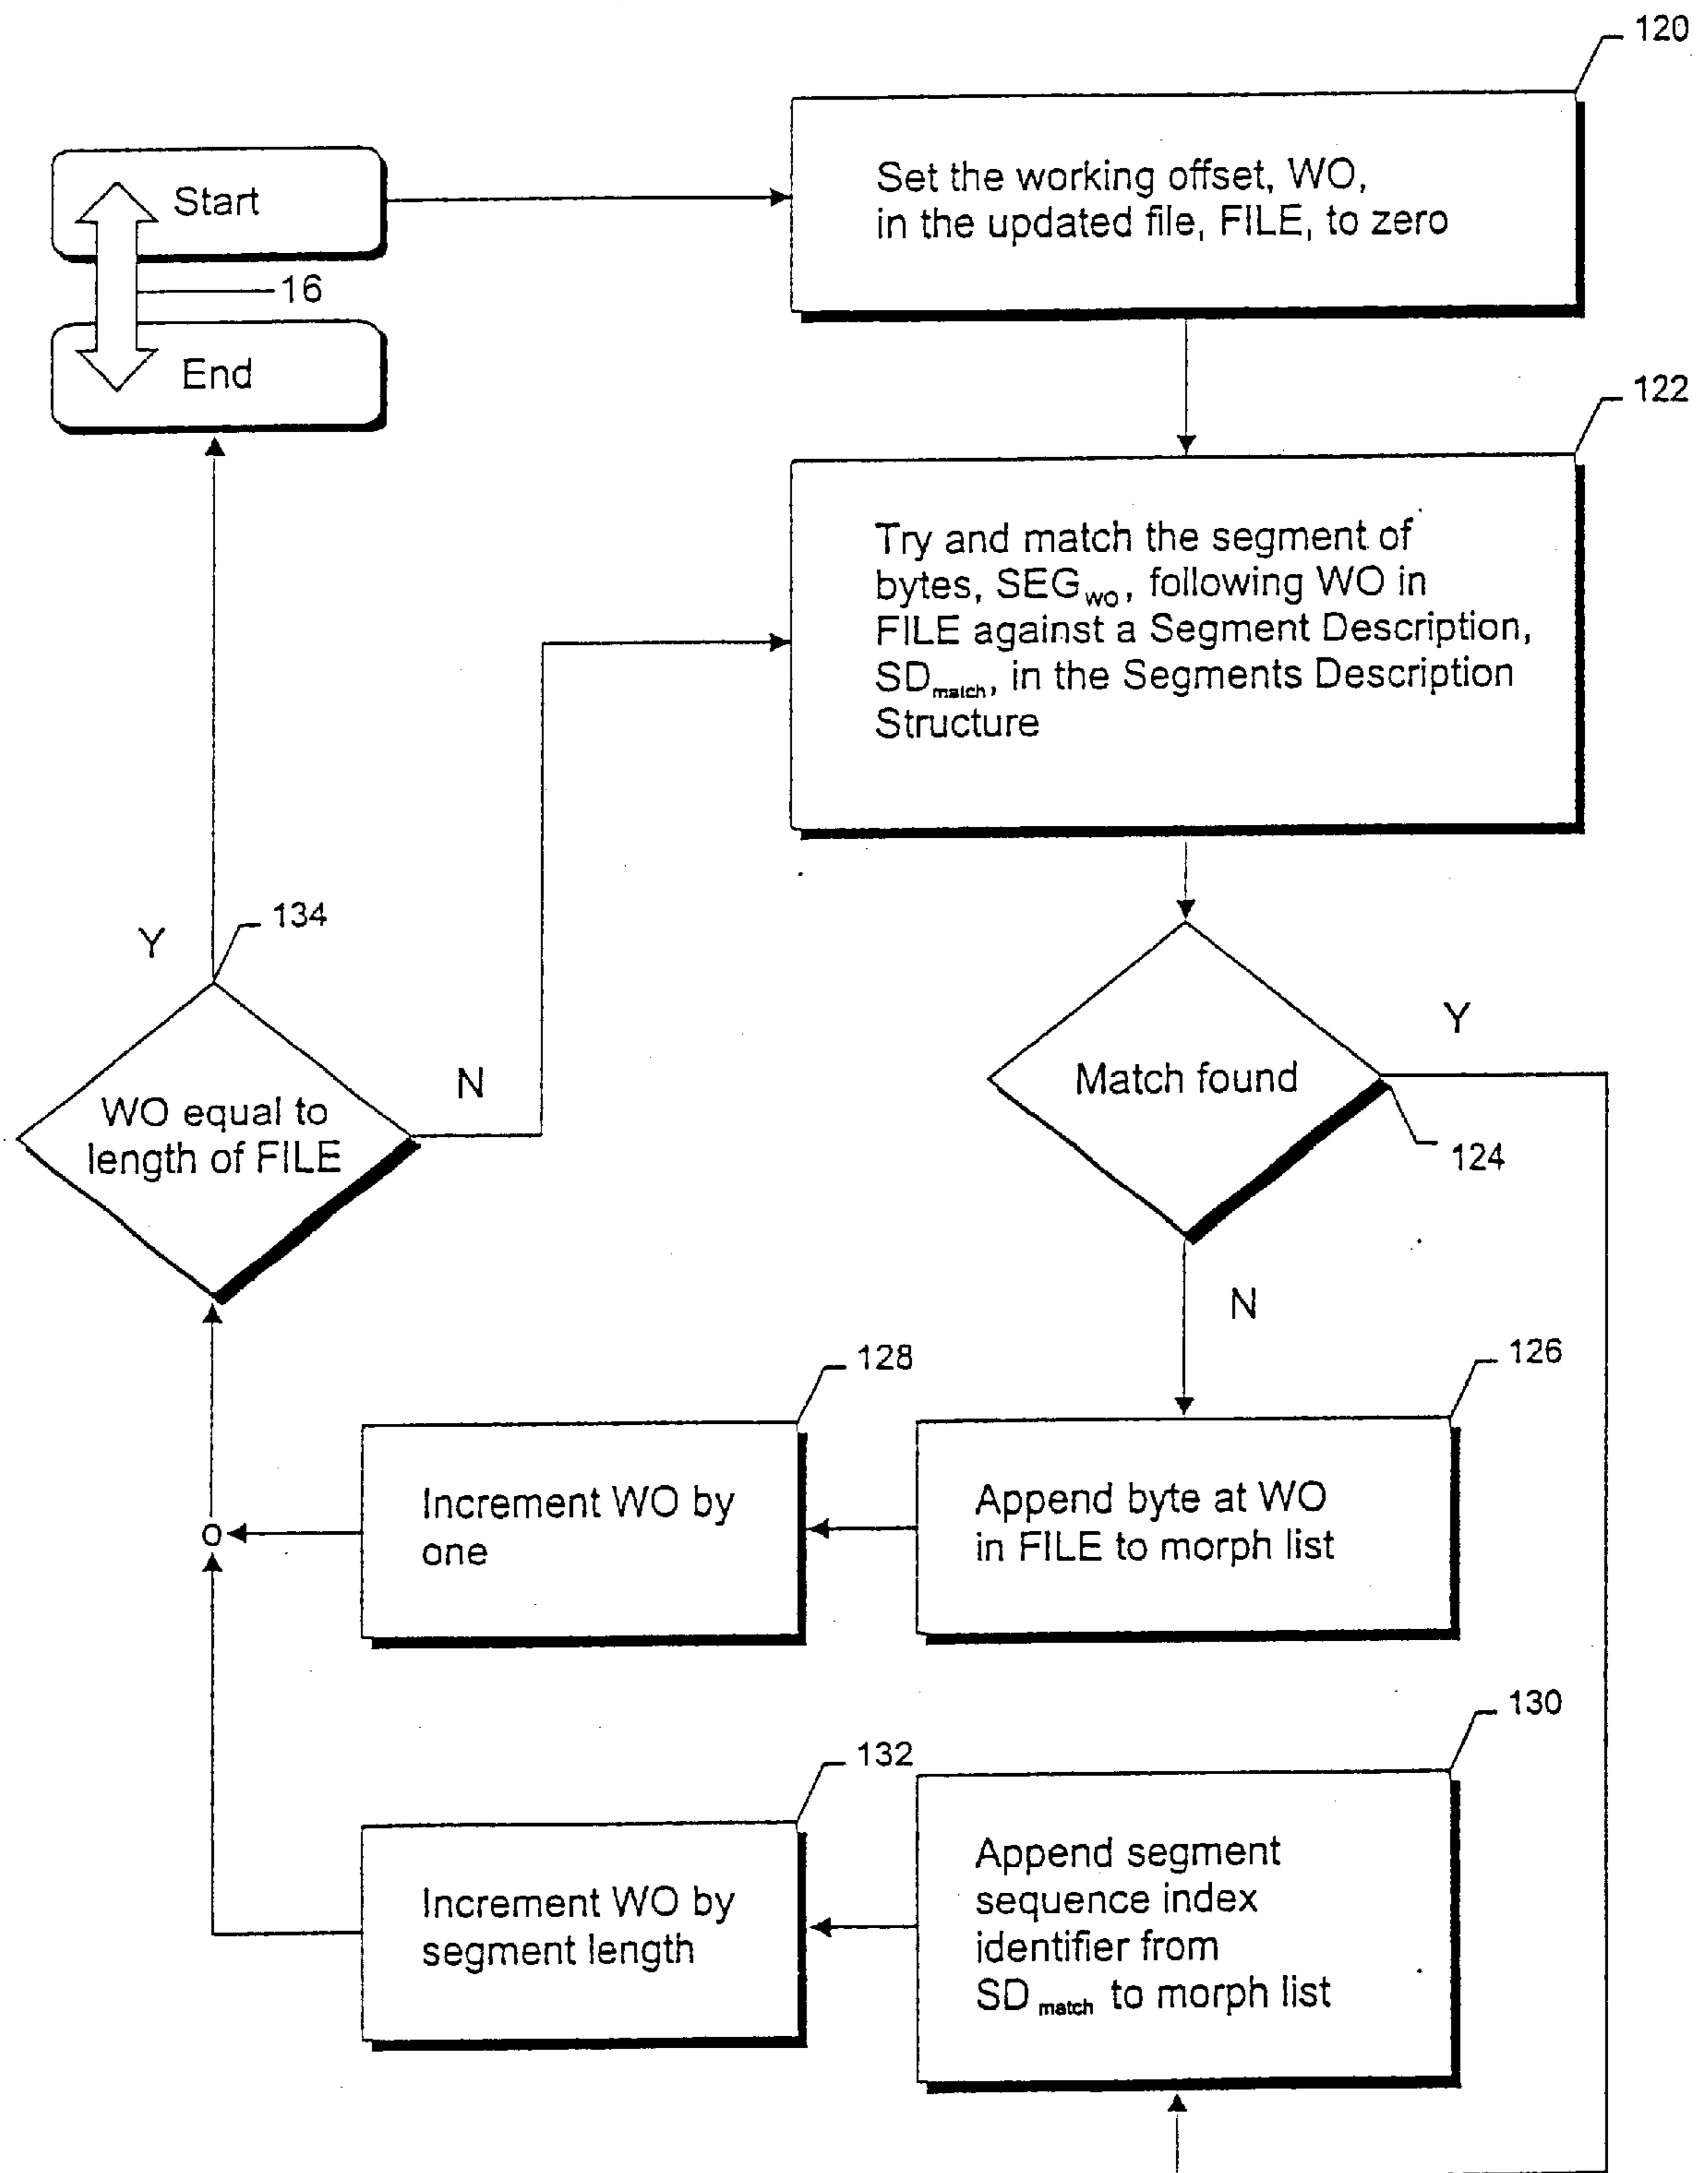 120
Start
Set the working offset, WO,
in the updated file, FILE, to zero
16
End
122
Try and match the segment of
bytes, SEG_WO, following WO in
FILE against a Segment Description,
SD_match, in the Segments Description
Structure
134
Y
Y
N
Match found
WO equal to
length of FILE
124
N
128
126
Increment WO by
one
Append byte at WO
in FILE to morph list
130
132
Append segment
sequence index
identifier from
SD_match to morph list
Increment WO by
segment length